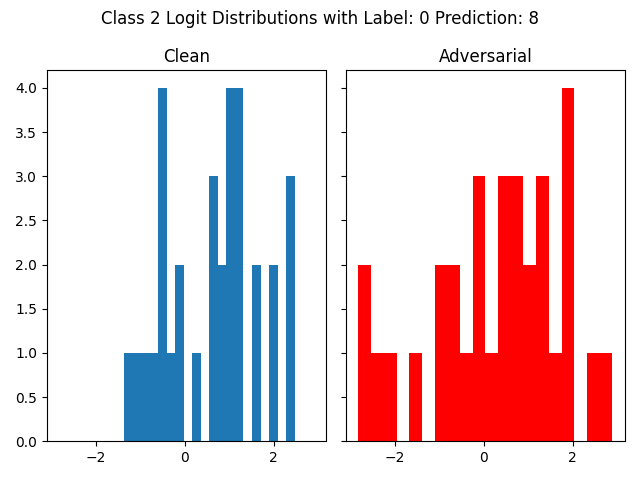 Class 2 Logit Distributions with Label: 0 Prediction: 8
Clean
Adversarial
4.0
3.5
3.0
2.5
2.0
1.5
1.0
0.5
0.0
−2 0 2
−2 0 2